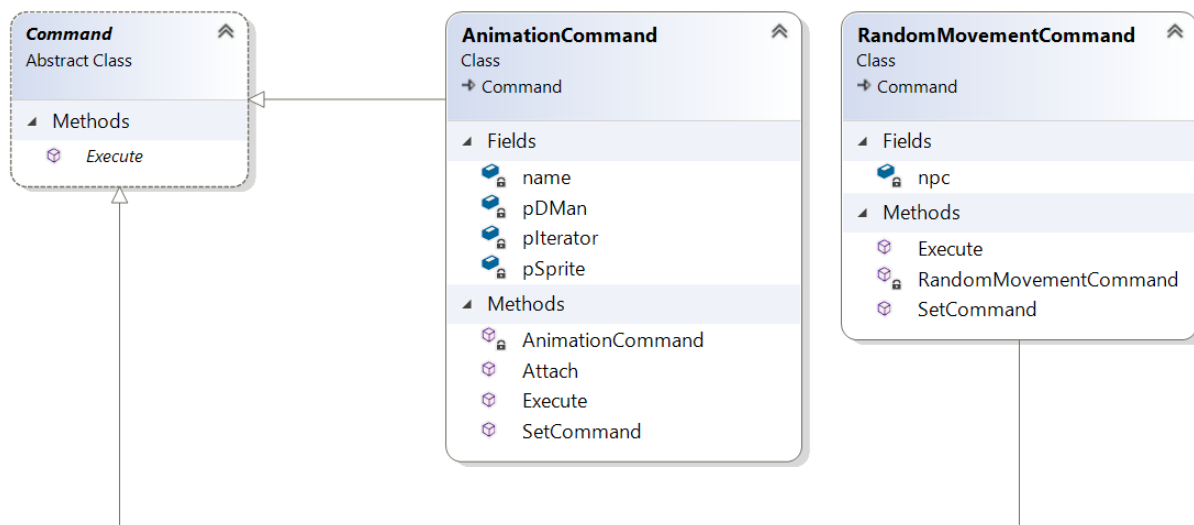 Command
Abstract Class
Methods
Execute
AnimationCommand
Class
Command
Fields
name
pDMan
pIterator
pSprite
Methods
AnimationCommand
Attach
Execute
SetCommand
RandomMovementCommand
Class
Command
Fields
npc
Methods
Execute
RandomMovementCommand
SetCommand